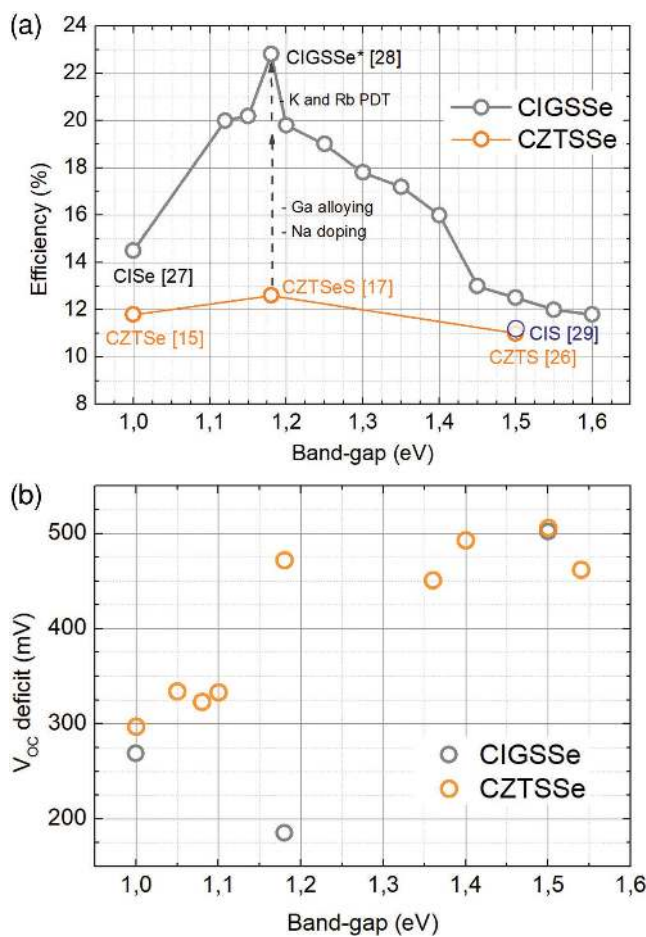 (a)
24
22
20
18
16
14
12
10
8
Efficiency (%)
CIGSSe* [28]
- K and Rb PDT
CIGSSe
CZTSSe
- Ga alloying
- Na doping
CISe [27]
CZTSeS [17]
CZTSe [15]
CIS [29]
CZTS [26]
1,0 1,1 1,2 1,3 1,4 1,5 1,6
Band-gap (eV)
(b)
500
400
300
200
VOC deficit (mV)
CIGSSe
CZTSSe
1,0 1,1 1,2 1,3 1,4 1,5 1,6
Band-gap (eV)